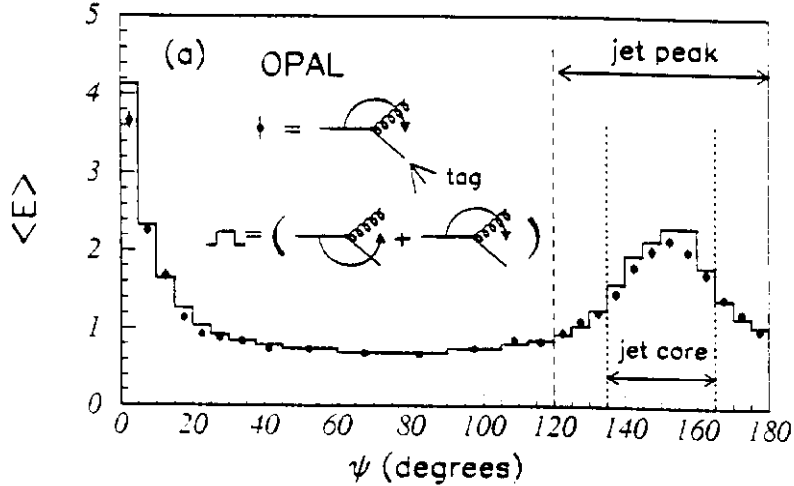 5
4
3
2
1
0
<E>
(a) OPAL
jet peak
=
tag
= ( + )
jet core
0 20 40 60 80 100 120 140 160 180
ψ (degrees)